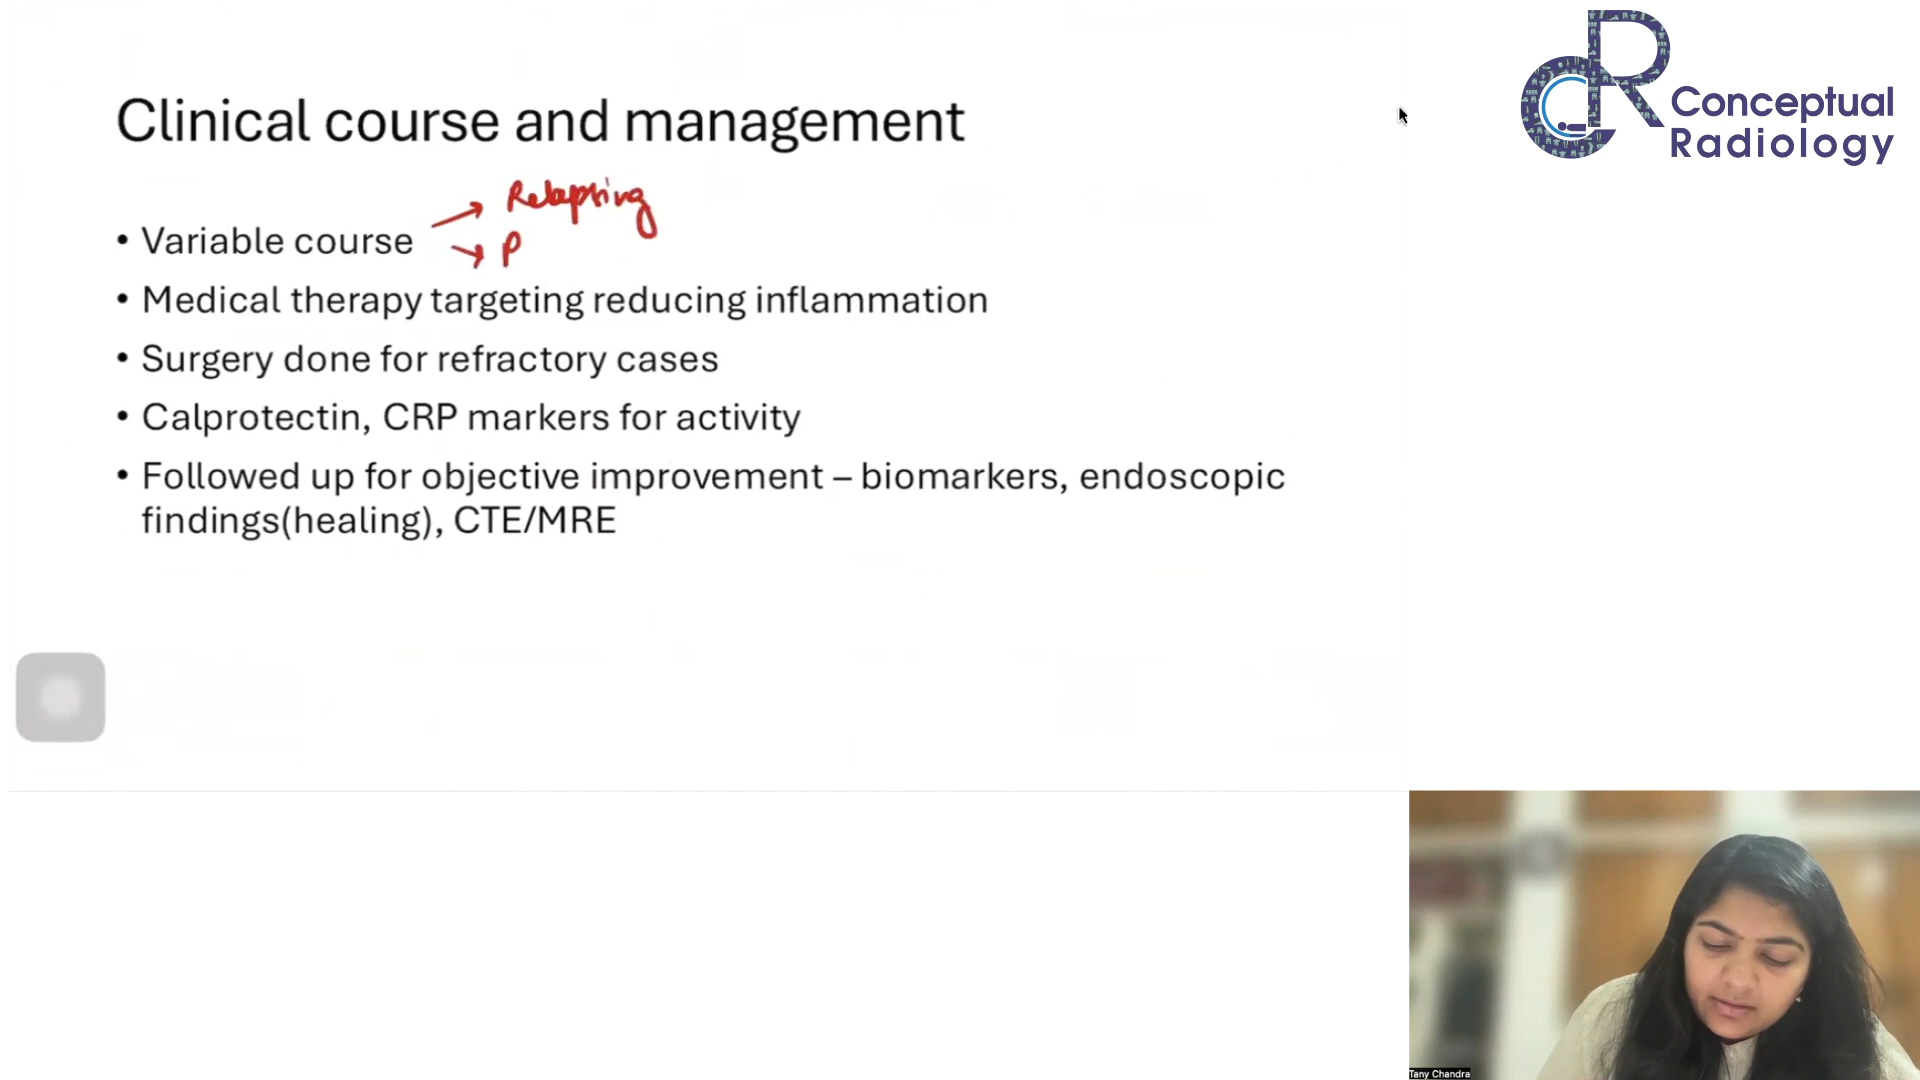 Conceptual
Radiology
Clinical course and management
Relapsing
• Variable course
P
• Medical therapy targeting reducing inflammation
• Surgery done for refractory cases
• Calprotectin, CRP markers for activity
• Followed up for objective improvement – biomarkers, endoscopic
findings(healing), CTE/MRE
Tany Chandra